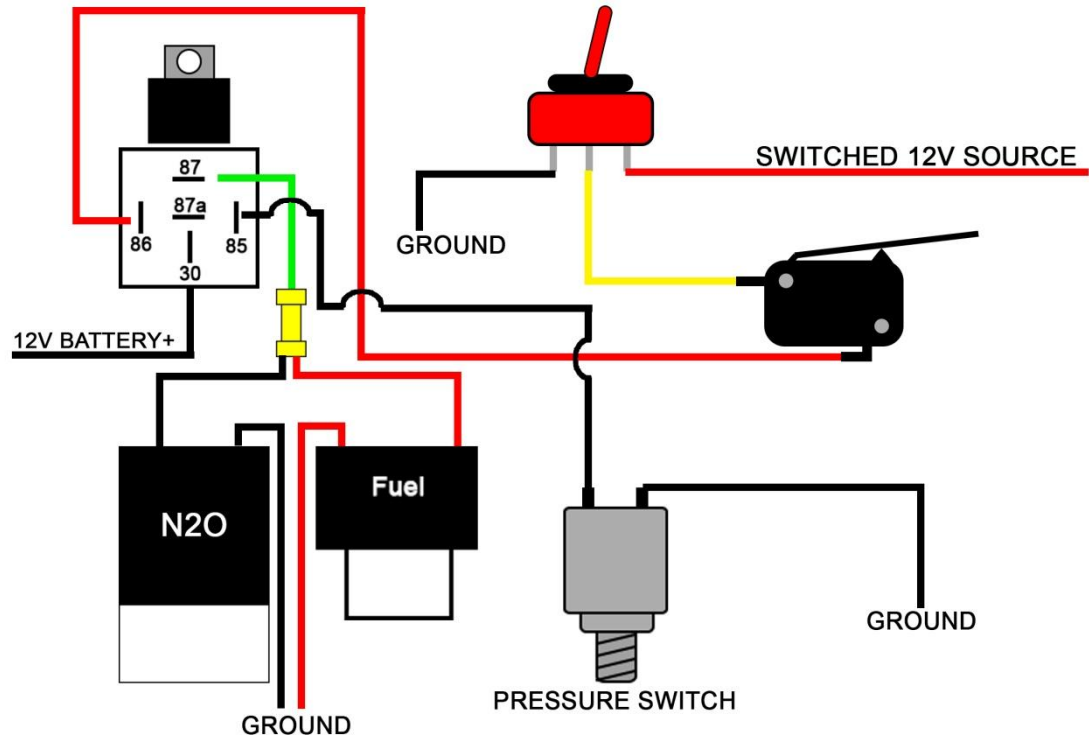 87
87a
86
85
30
12V BATTERY+
SWITCHED 12V SOURCE
GROUND
N2O
Fuel
GROUND
PRESSURE SWITCH
GROUND